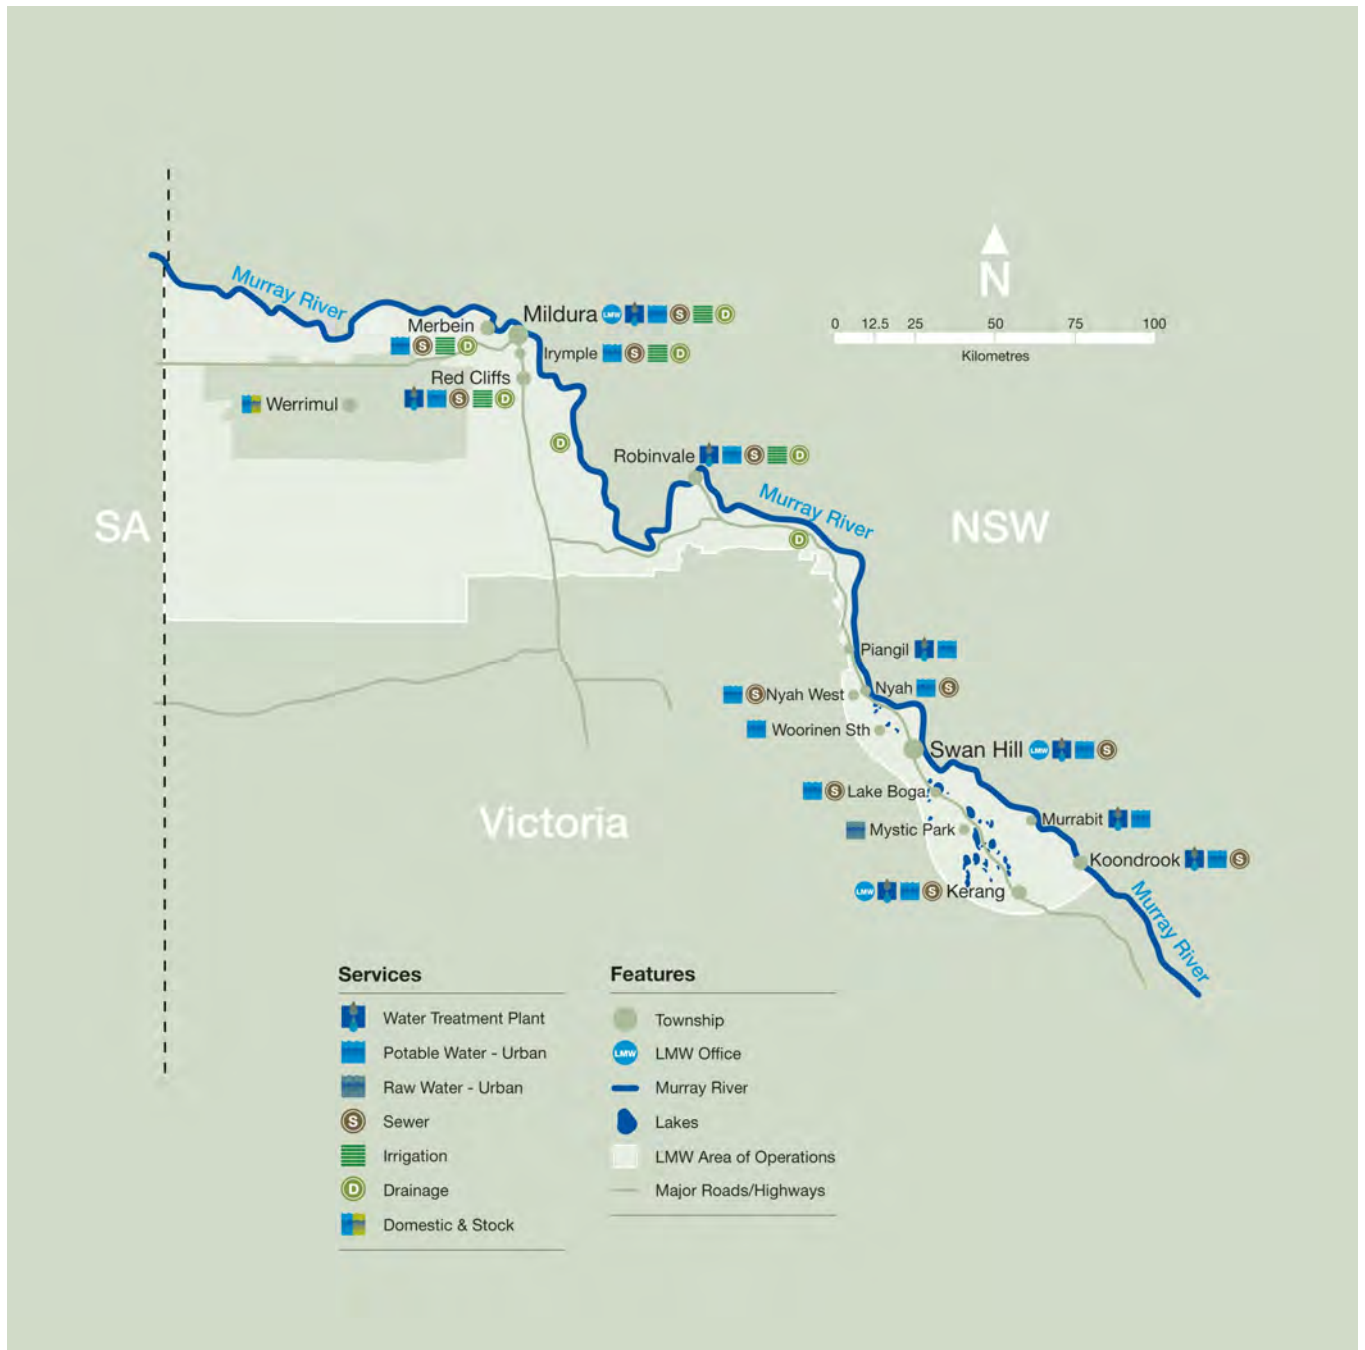 Murray River
Mildura LMW S D
Merbein
S D
Irymple S D
Red Cliffs
S D
Werrimul
D
Robinvale S D
Murray River
D
SA
NSW
N
0 12.5 25 50 75 100
Kilometres
Piangil
Nyah S
S Nyah West
Woorinen Sth
Swan Hill LMW S
S Lake Boga
Murrabit
Mystic Park
Koondrook S
LMW S Kerang
Murray River
Victoria
Services
Water Treatment Plant
Potable Water - Urban
Raw Water - Urban
S Sewer
Irrigation
D Drainage
Domestic & Stock
Features
Township
LMW LMW Office
Murray River
Lakes
LMW Area of Operations
Major Roads/Highways